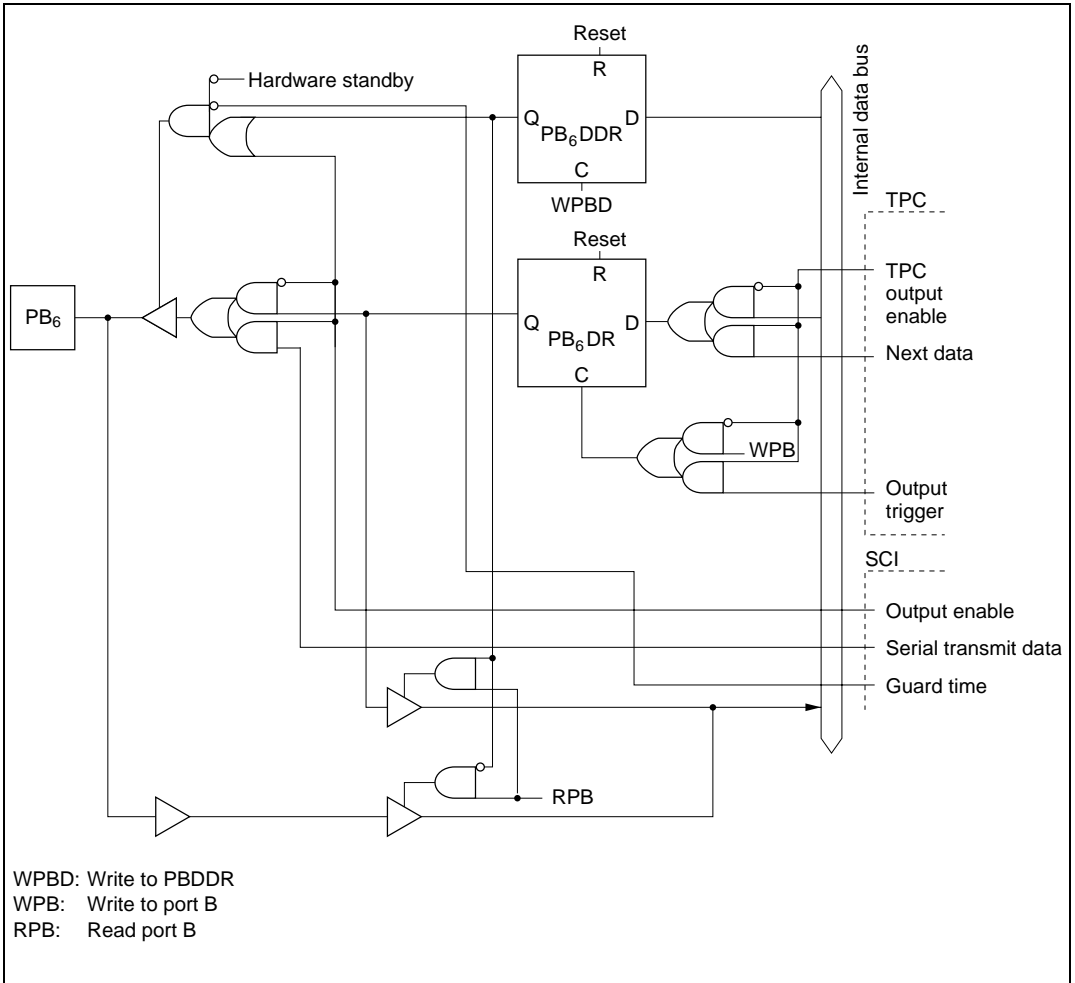 Reset
R
Hardware standby
Q
D
PB6DDR
C
WPBD
Internal data bus
TPC
Reset
R
TPC
output
enable
PB6
Q
D
PB6DR
Next data
C
WPB
Output
trigger
SCI
Output enable
Serial transmit data
Guard time
RPB
WPBD: Write to PBDDR
WPB: Write to port B
RPB: Read port B